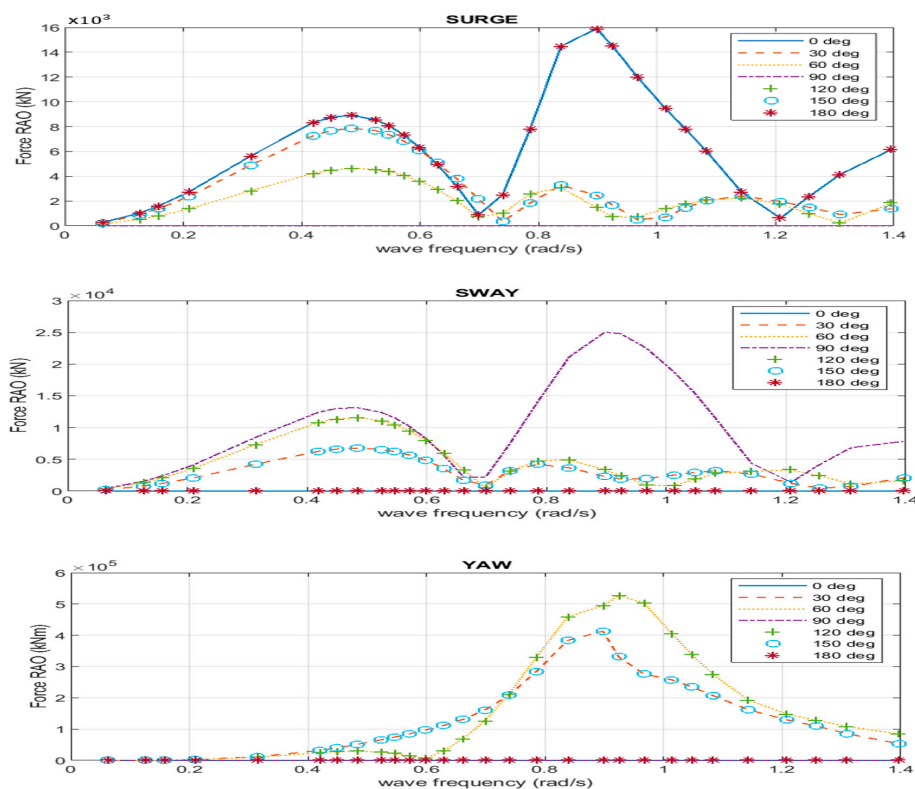 SURGE
×10³
16
14
12
10
8
6
4
2
0
Force RAO (kN)
0 deg
30 deg
60 deg
90 deg
120 deg
150 deg
180 deg
0 0.2 0.4 0.6 0.8 1 1.2 1.4
wave frequency (rad/s)
SWAY
× 10⁴
3
2.5
2
1.5
1
0.5
0
Force RAO (kN)
0 deg
30 deg
60 deg
90 deg
120 deg
150 deg
180 deg
0 0.2 0.4 0.6 0.8 1 1.2 1.4
wave frequency (rad/s)
YAW
× 10⁵
6
5
4
3
2
1
0
Force RAO (kNm)
0 deg
30 deg
60 deg
90 deg
120 deg
150 deg
180 deg
0 0.2 0.4 0.6 0.8 1 1.2 1.4
wave frequency (rad/s)